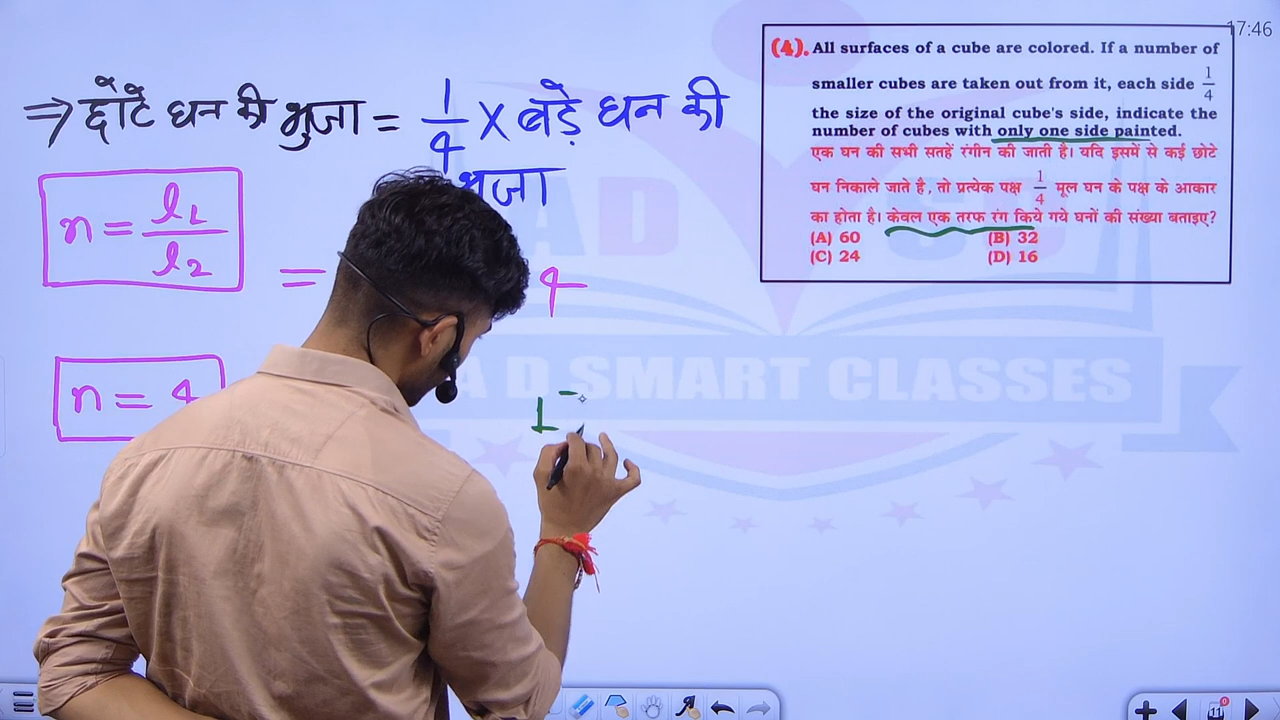 17:46
(4). All surfaces of a cube are colored. If a number of
smaller cubes are taken out from it, each side 1/4
the size of the original cube's side, indicate the
number of cubes with only one side painted.
एक घन की सभी सतहें रंगीन की जाती है। यदि इसमें से कई छोटे
घन निकाले जाते है, तो प्रत्येक पक्ष 1/4 मूल घन के पक्ष के आकार
का होता है। केवल एक तरफ रंग किये गये घनों की संख्या बताइए?
(A) 60 (B) 32
(C) 24 (D) 16
⇒ छोटे घन की भुजा = 1/4 × बड़े घन की
भुजा
n = l1/l2
= 4
n = 4
1
A D SMART CLASSES
11